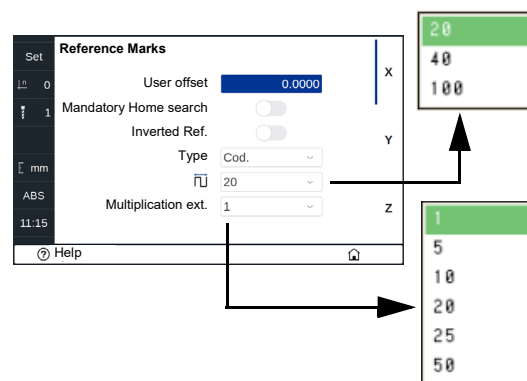 Reference Marks
Set
User offset 0.0000
X
0
Mandatory Home search
1
Inverted Ref.
Y
Type Cod.
mm
20
ABS
Multiplication ext. 1
Z
11:15
Help
20
40
100
1
5
10
20
25
50